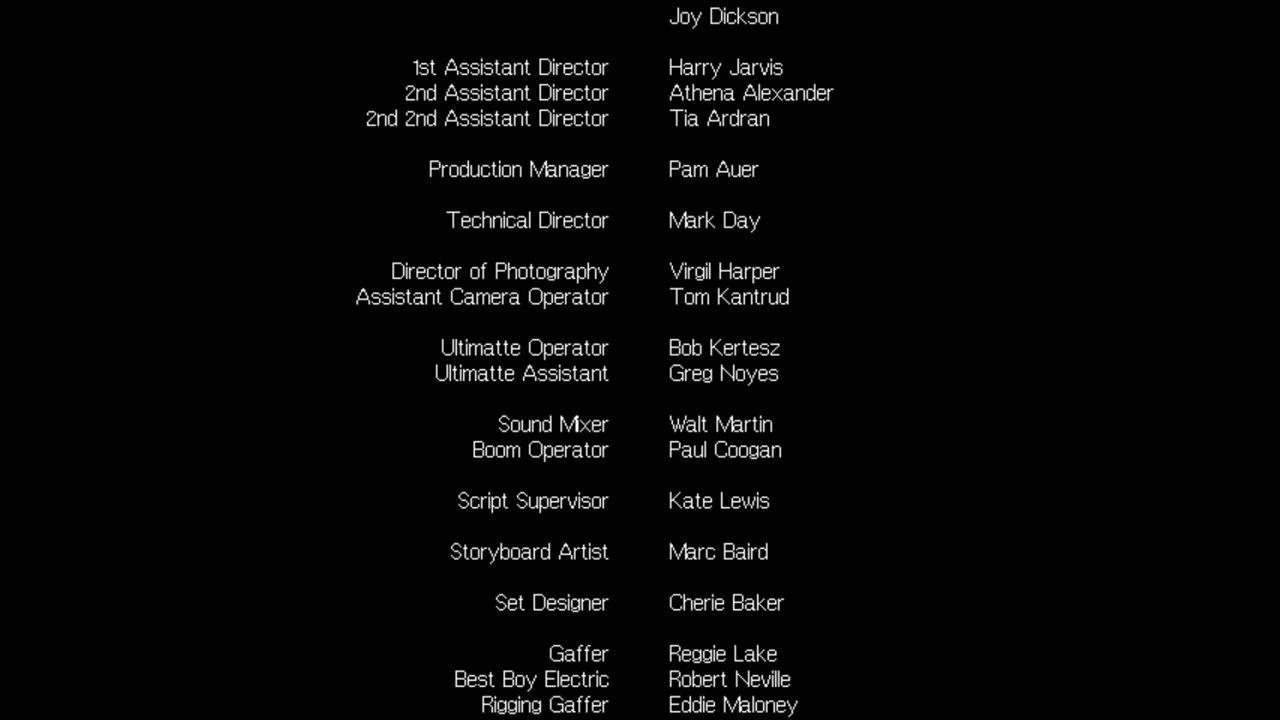 Joy Dickson
1st Assistant Director Harry Jarvis
2nd Assistant Director Athena Alexander
2nd 2nd Assistant Director Tia Ardran
Production Manager Pam Auer
Technical Director Mark Day
Director of Photography Virgil Harper
Assistant Camera Operator Tom Kantrud
Ultimatte Operator Bob Kertesz
Ultimatte Assistant Greg Noyes
Sound Mixer Walt Martin
Boom Operator Paul Coogan
Script Supervisor Kate Lewis
Storyboard Artist Marc Baird
Set Designer Cherie Baker
Gaffer Reggie Lake
Best Boy Electric Robert Neville
Rigging Gaffer Eddie Maloney